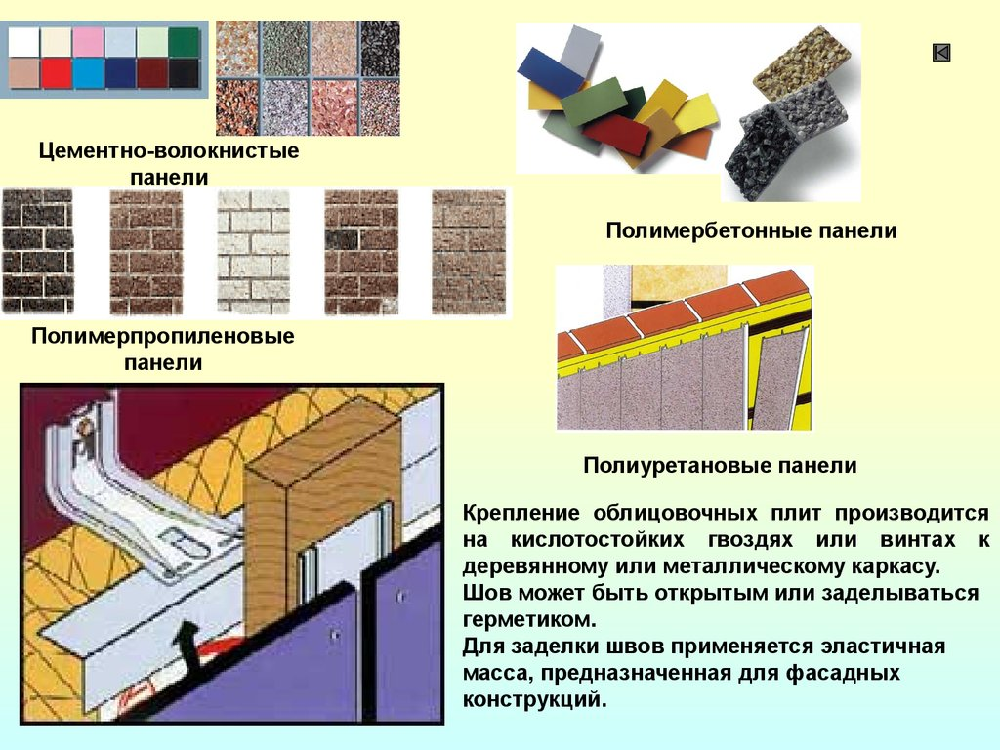 Цементно-волокнистые
панели
Полимербетонные панели
Полимерпропиленовые
панели
Полиуретановые панели
Крепление облицовочных плит производится
на кислотостойких гвоздях или винтах к
деревянному или металлическому каркасу.
Шов может быть открытым или заделываться
герметиком.
Для заделки швов применяется эластичная
масса, предназначенная для фасадных
конструкций.